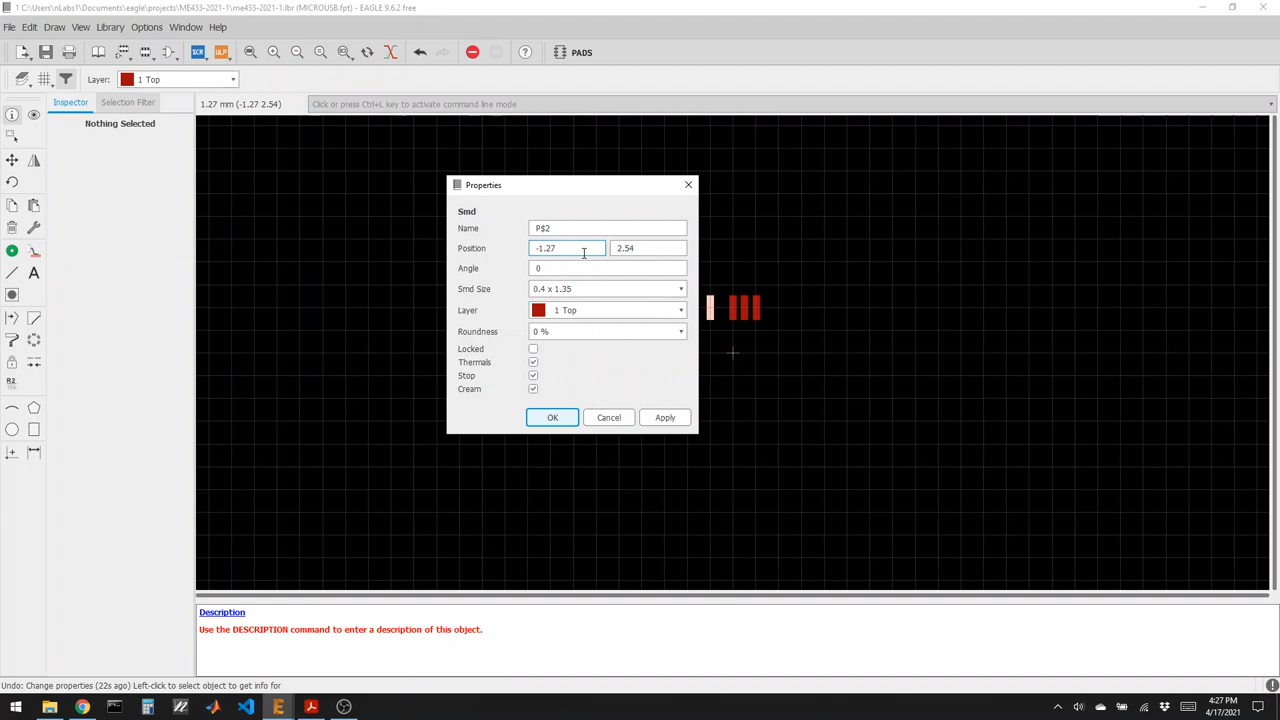 1 C:\Users\nLabs1\Documents\eagle\projects\ME433-2021-1\me433-2021-1.lbr (MICROUSB.fpt) - EAGLE 9.6.2 free
File Edit Draw View Library Options Window Help
SCR ULP PADS
Layer: 1 Top
Inspector Selection Filter 1.27 mm (-1.27 2.54) Click or press Ctrl+L key to activate command line mode
Nothing Selected
Properties
Smd
Name P$2
Position -1.27 2.54
Angle 0
Smd Size 0.4 x 1.35
Layer 1 Top
Roundness 0 %
Locked
Thermals
Stop
Cream
OK Cancel Apply
R2
10k
Description
Use the DESCRIPTION command to enter a description of this object.
Undo: Change properties (22s ago) Left-click to select object to get info for
4:27 PM
4/17/2021